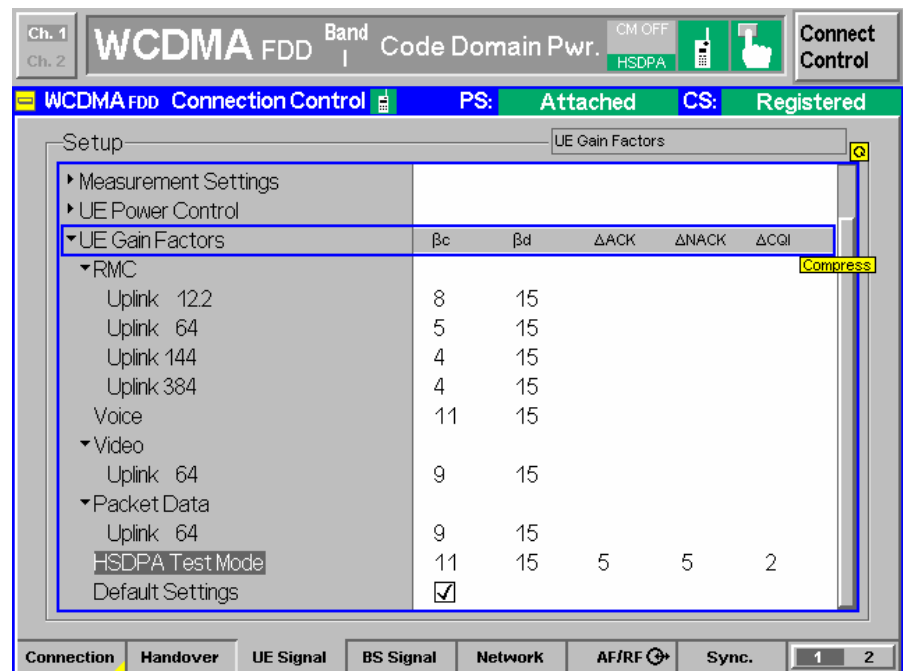 Ch. 1
Ch. 2
WCDMA FDD Band I Code Domain Pwr.
CM OFF
HSDPA
Connect Control
WCDMA FDD Connection Control PS: Attached CS: Registered
Setup UE Gain Factors
Measurement Settings
UE Power Control
UE Gain Factors βc βd ΔACK ΔNACK ΔCQI
RMC
Compress
Uplink 12.2 8 15
Uplink 64 5 15
Uplink 144 4 15
Uplink 384 4 15
Voice 11 15
Video
Uplink 64 9 15
Packet Data
Uplink 64 9 15
HSDPA Test Mode 11 15 5 5 2
Default Settings
Connection Handover UE Signal BS Signal Network AF/RF Sync. 1 2